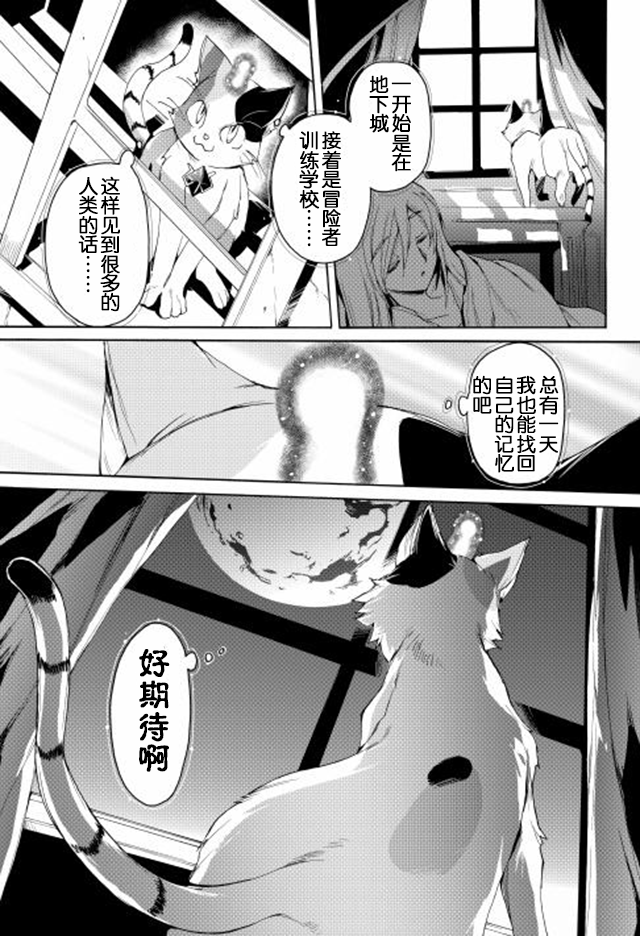 一开始是在
地下城
接着是冒险者
训练学校……
这样见到很多的
人类的话……
总有一天
我也能找回
自己的记忆
的吧
好期待啊